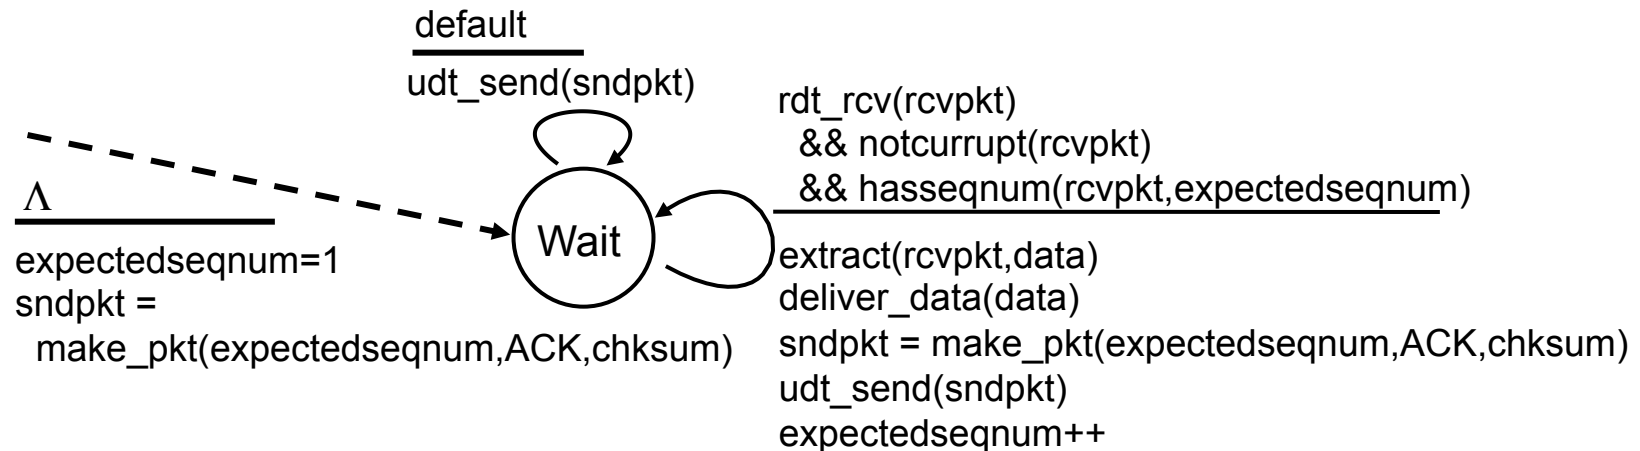 default
udt_send(sndpkt)
rdt_rcv(rcvpkt)
&& notcurrupt(rcvpkt)
&& hasseqnum(rcvpkt,expectedseqnum)
Λ
expectedseqnum=1
sndpkt =
make_pkt(expectedseqnum,ACK,chksum)
Wait
extract(rcvpkt,data)
deliver_data(data)
sndpkt = make_pkt(expectedseqnum,ACK,chksum)
udt_send(sndpkt)
expectedseqnum++